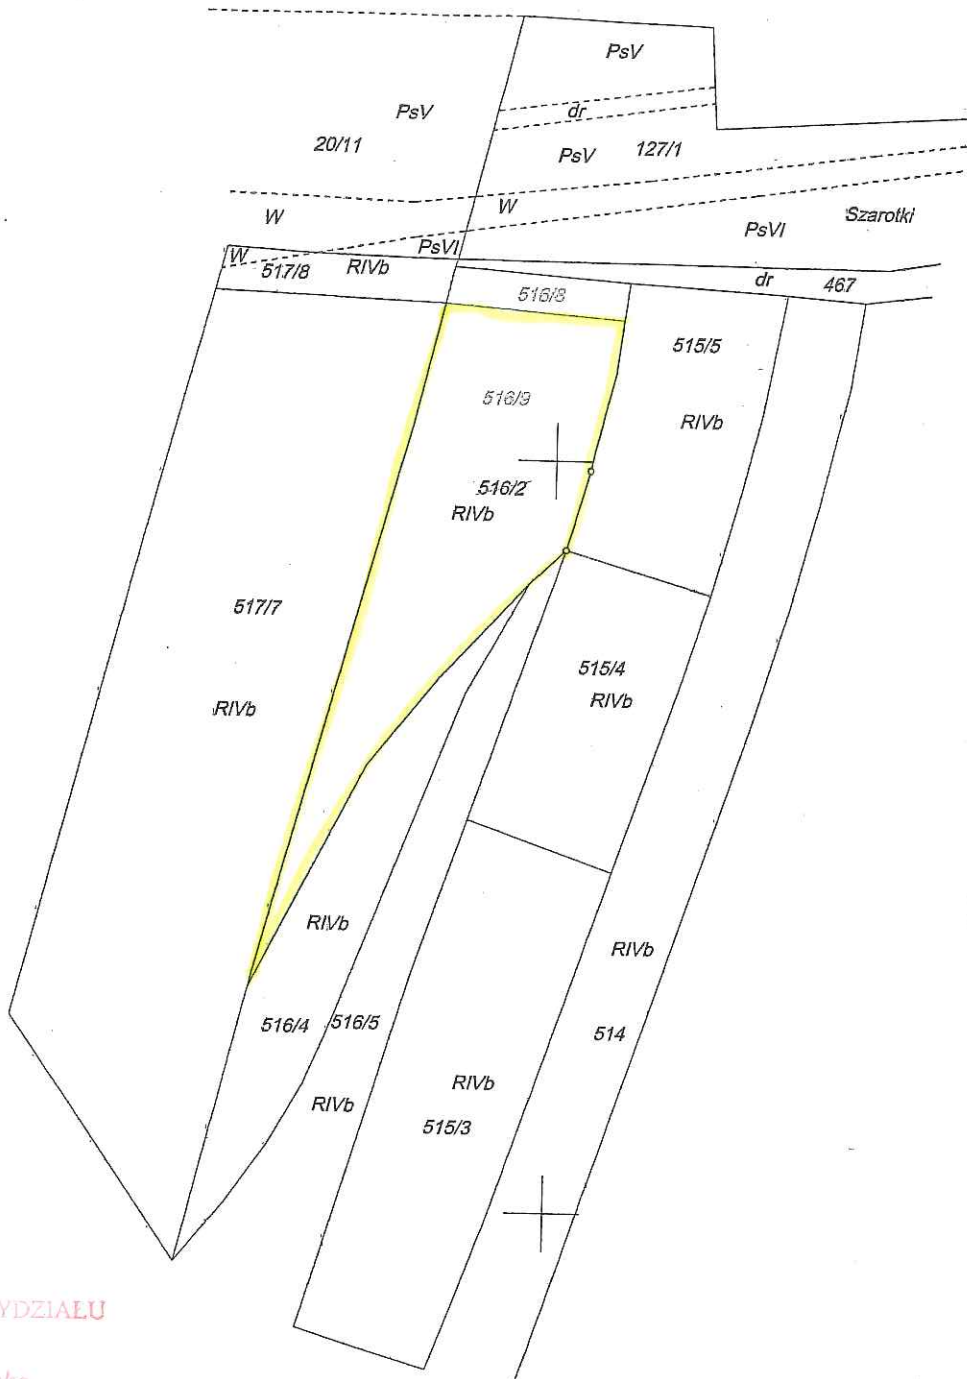 PsV
PsV
dr
20/11
PsV
127/1
W
W
Szarotki
PsVI
PsVI
W
517/8
RIVb
dr
467
516/8
515/5
516/9
RIVb
516/2
RIVb
517/7
515/4
RIVb
RIVb
RIVb
RIVb
516/4
516/5
514
RIVb
RIVb
515/3
YDZIAŁU